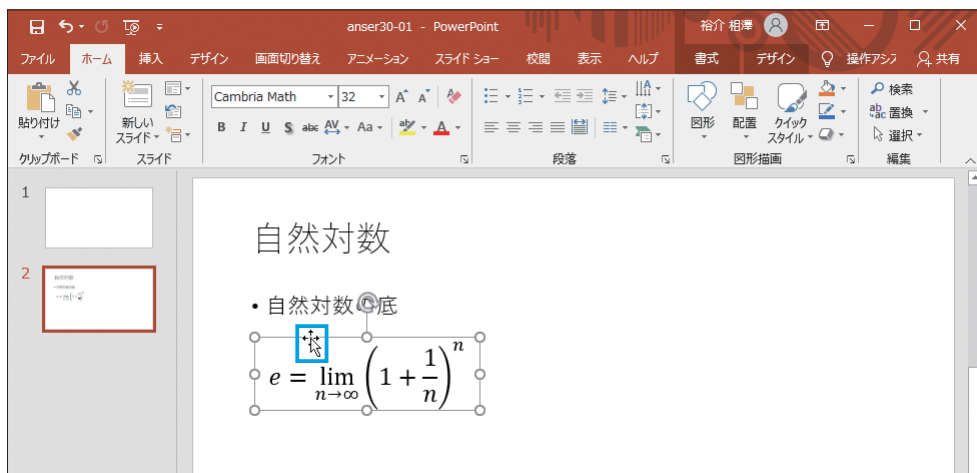 anser30-01 - PowerPoint
裕介 相澤
ファイル ホーム 挿入 デザイン 画面切り替え アニメーション スライド ショー 校閲 表示 ヘルプ 書式 デザイン 操作アシス 共有
貼り付け
新しい
スライド
Cambria Math 32 A A
B I U S abc AV Aa aby A
図形 配置 クイック
スタイル
検索
置換
選択
クリップボード スライド フォント 段落 図形描画 編集
1
2
自然対数
• 自然対数の底
e = lim n→∞ (1 + 1/n)^n